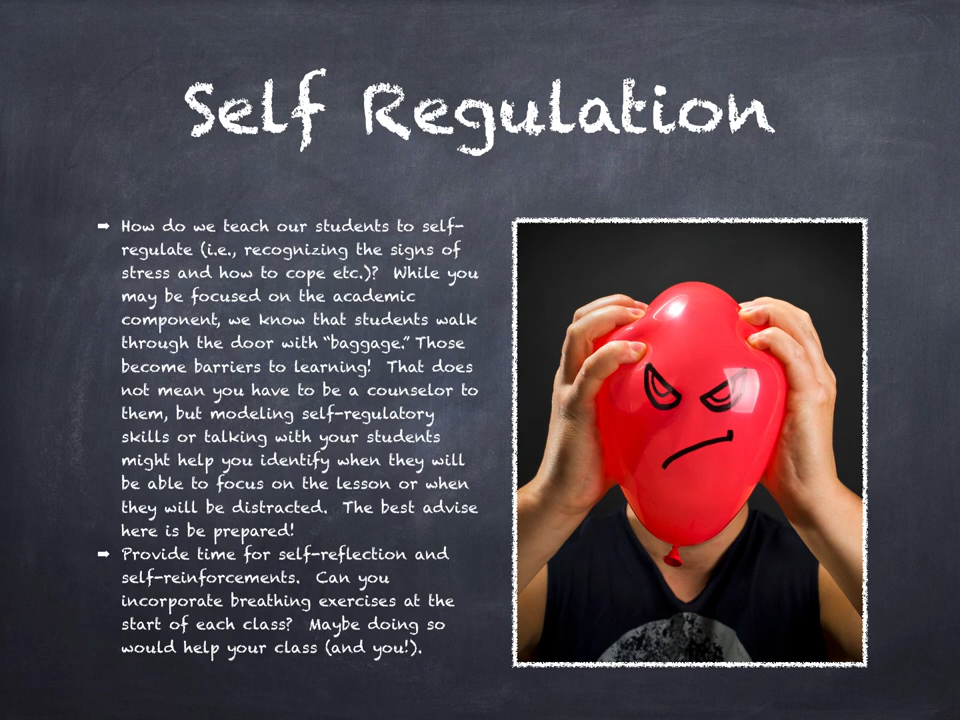 Self Regulation
➡ How do we teach our students to self-
regulate (i.e., recognizing the signs of
stress and how to cope etc.)?  While you
may be focused on the academic
component, we know that students walk
through the door with “baggage.” Those
become barriers to learning!  That does
not mean you have to be a counselor to
them, but modeling self-regulatory
skills or talking with your students
might help you identify when they will
be able to focus on the lesson or when
they will be distracted.  The best advise
here is be prepared!
➡ Provide time for self-reflection and
self-reinforcements.  Can you
incorporate breathing exercises at the
start of each class?  Maybe doing so
would help your class (and you!).